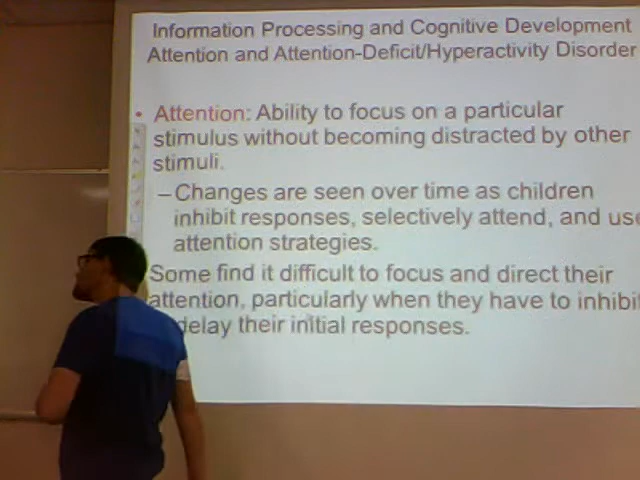 Information Processing and Cognitive Development
Attention and Attention-Deficit/Hyperactivity Disorder
• Attention: Ability to focus on a particular
stimulus without becoming distracted by other
stimuli.
– Changes are seen over time as children
inhibit responses, selectively attend, and use
attention strategies.
Some find it difficult to focus and direct their
attention, particularly when they have to inhibi
delay their initial responses.